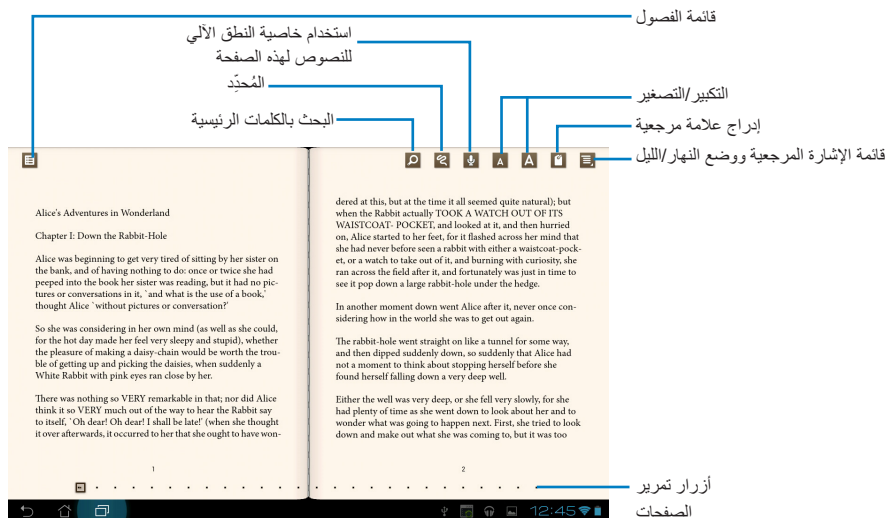 قائمة الفصول
استخدام خاصية النطق الآلي
للنصوص لهذه الصفحة
المُحدِّد
البحث بالكلمات الرئيسية
التكبير/التصغير
إدراج علامة مرجعية
قائمة الإشارة المرجعية ووضع النهار/الليل
A
A
Alice's Adventures in Wonderland
Chapter I: Down the Rabbit-Hole
Alice was beginning to get very tired of sitting by her sister on
the bank, and of having nothing to do: once or twice she had
peeped into the book her sister was reading, but it had no pic-
tures or conversations in it, `and what is the use of a book,'
thought Alice `without pictures or conversation?'
So she was considering in her own mind (as well as she could,
for the hot day made her feel very sleepy and stupid), whether
the pleasure of making a daisy-chain would be worth the trou-
ble of getting up and picking the daisies, when suddenly a
White Rabbit with pink eyes ran close by her.
There was nothing so VERY remarkable in that; nor did Alice
think it so VERY much out of the way to hear the Rabbit say
to itself, `Oh dear! Oh dear! I shall be late!' (when she thought
it over afterwards, it occurred to her that she ought to have won-
1
dered at this, but at the time it all seemed quite natural); but
when the Rabbit actually TOOK A WATCH OUT OF ITS
WAISTCOAT- POCKET, and looked at it, and then hurried
on, Alice started to her feet, for it flashed across her mind that
she had never before seen a rabbit with either a waistcoat-pock-
et, or a watch to take out of it, and burning with curiosity, she
ran across the field after it, and fortunately was just in time to
see it pop down a large rabbit-hole under the hedge.
In another moment down went Alice after it, never once con-
sidering how in the world she was to get out again.
The rabbit-hole went straight on like a tunnel for some way,
and then dipped suddenly down, so suddenly that Alice had
not a moment to think about stopping herself before she
found herself falling down a very deep well.
Either the well was very deep, or she fell very slowly, for she
had plenty of time as she went down to look about her and to
wonder what was going to happen next. First, she tried to look
down and make out what she was coming to, but it was too
2
أزرار تمرير
الصفحات
12:45